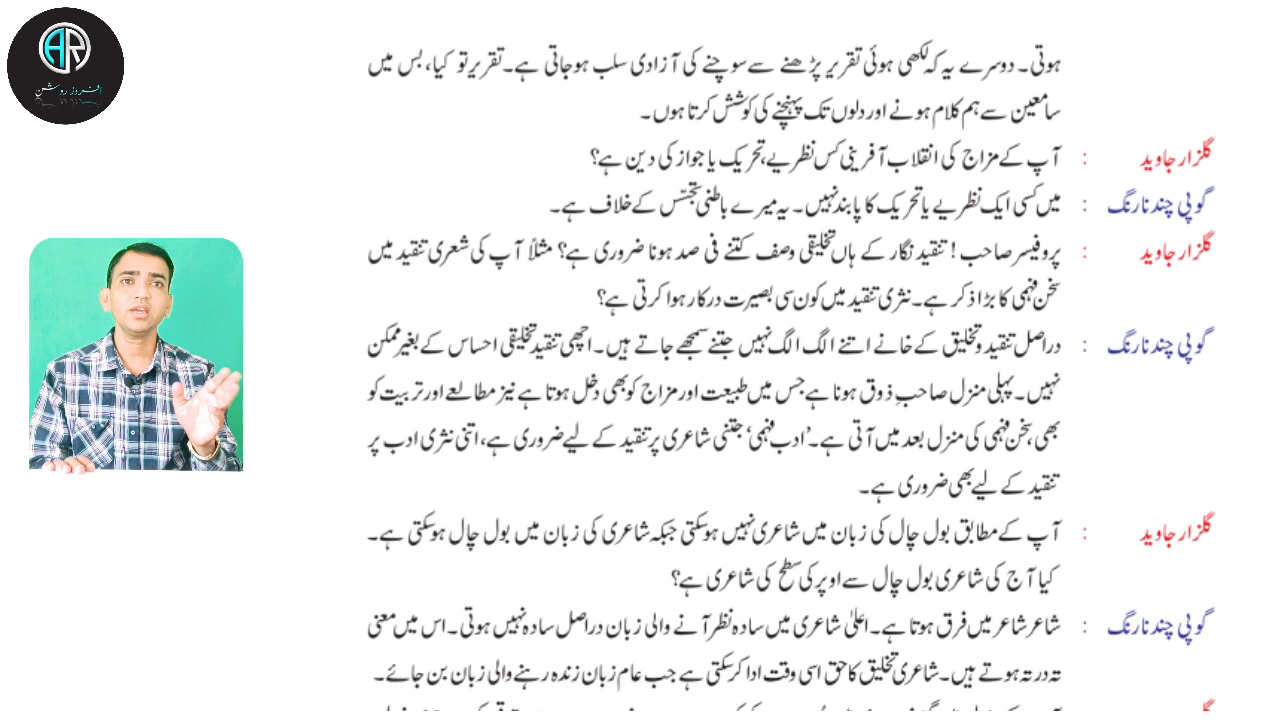 AR
افروز روشن
ہوتی۔ دوسرے یہ کہ لکھی ہوئی تقریر پڑھنے سے سوچنے کی آزادی سلب ہوجاتی ہے۔ تقریر تو کیا، بس میں
سامعین سے ہم کلام ہونے اور دلوں تک پہنچنے کی کوشش کرتا ہوں۔
گلزار جاوید : آپ کے مزاج کی انقلاب آفرینی کس نظریے، تحریک یا جواز کی دین ہے؟
گوپی چند نارنگ : میں کسی ایک نظریے یا تحریک کا پابند نہیں۔ یہ میرے باطنی تجسّس کے خلاف ہے۔
گلزار جاوید : پروفیسر صاحب! تنقید نگار کے ہاں تخلیقی وصف کتنے فی صد ہونا ضروری ہے؟ مثلاً آپ کی شعری تنقید میں
سخن فہمی کا بڑا ذکر ہے۔ نثری تنقید میں کون سی بصیرت درکار ہوا کرتی ہے؟
گوپی چند نارنگ : دراصل تنقید و تخلیق کے خانے اتنے الگ الگ نہیں جتنے سمجھے جاتے ہیں۔ اچھی تنقید تخلیقی احساس کے بغیر ممکن
نہیں۔ پہلی منزل صاحبِ ذوق ہونا ہے جس میں طبیعت اور مزاج کو بھی دخل ہوتا ہے نیز مطالعے اور تربیت کو
بھی، سخن فہمی کی منزل بعد میں آتی ہے۔ ’ادب فہمی‘ جتنی شاعری پر تنقید کے لیے ضروری ہے، اتنی نثری ادب پر
تنقید کے لیے بھی ضروری ہے۔
گلزار جاوید : آپ کے مطابق بول چال کی زبان میں شاعری نہیں ہوسکتی جبکہ شاعری کی زبان میں بول چال ہوسکتی ہے۔
کیا آج کی شاعری بول چال سے اوپر کی سطح کی شاعری ہے؟
گوپی چند نارنگ : شاعر شاعر میں فرق ہوتا ہے۔ اعلیٰ شاعری میں سادہ نظر آنے والی زبان دراصل سادہ نہیں ہوتی۔ اس میں معنی
تہ در تہ ہوتے ہیں۔ شاعری تخلیق کا حق اسی وقت ادا کرسکتی ہے جب عام زبان زندہ رہنے والی زبان بن جائے۔